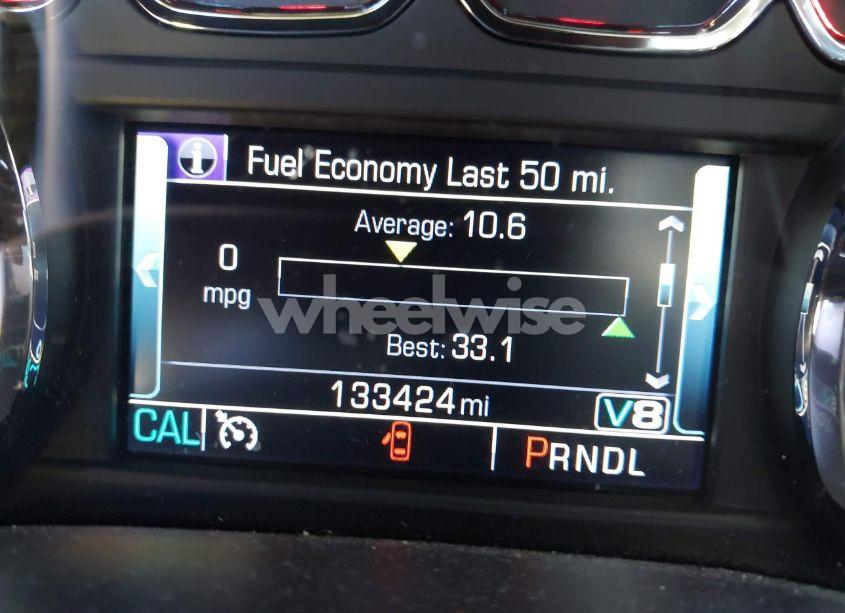 Fuel Economy Last 50 mi.
Average: 10.6
0
mpg
wheelwise
Best: 33.1
133424 mi
V8
CAL
PRNDL